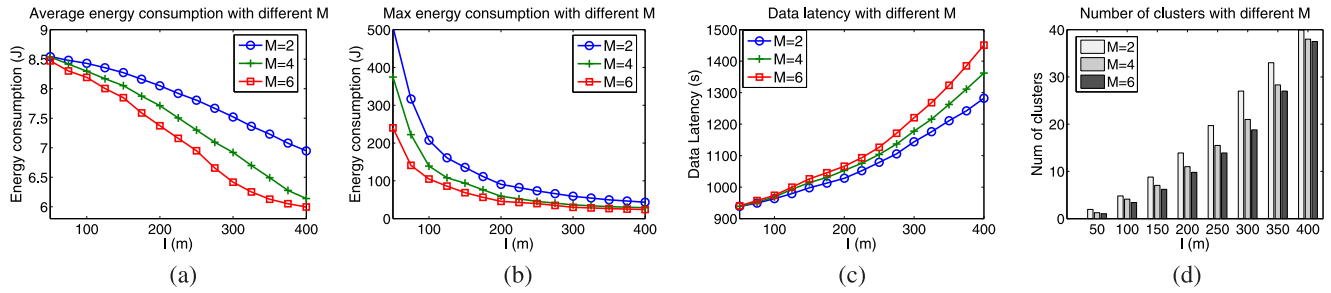 Average energy consumption with different M
Energy consumption (J)
9
8.5
8
7.5
7
6.5
6
100
200
300
400
l (m)
M=2
M=4
M=6
(a)
Max energy consumption with different M
Energy consumption (J)
500
400
300
200
100
0
100
200
300
400
l (m)
M=2
M=4
M=6
(b)
Data latency with different M
Data Latency (s)
1500
1400
1300
1200
1100
1000
900
100
200
300
400
l (m)
M=2
M=4
M=6
(c)
Number of clusters with different M
Num of clusters
40
30
20
10
0
50
100
150
200
250
300
350
400
l (m)
M=2
M=4
M=6
(d)